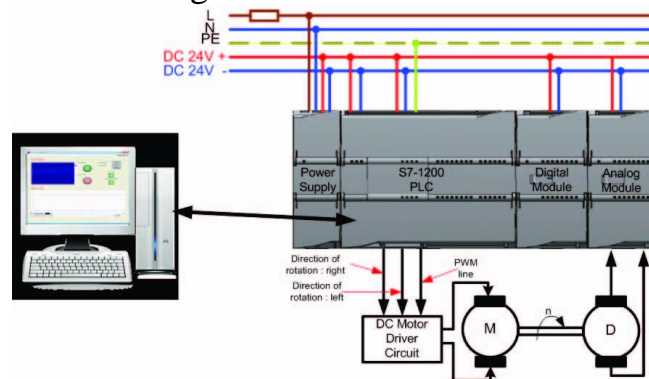 L
N
PE
DC 24V +
DC 24V -
Power
Supply
S7-1200
PLC
Digital
Module
Analog
Module
Direction of
rotation : right
Direction of
rotation : left
PWM
line
DC Motor
Driver
Circuit
M
n
D